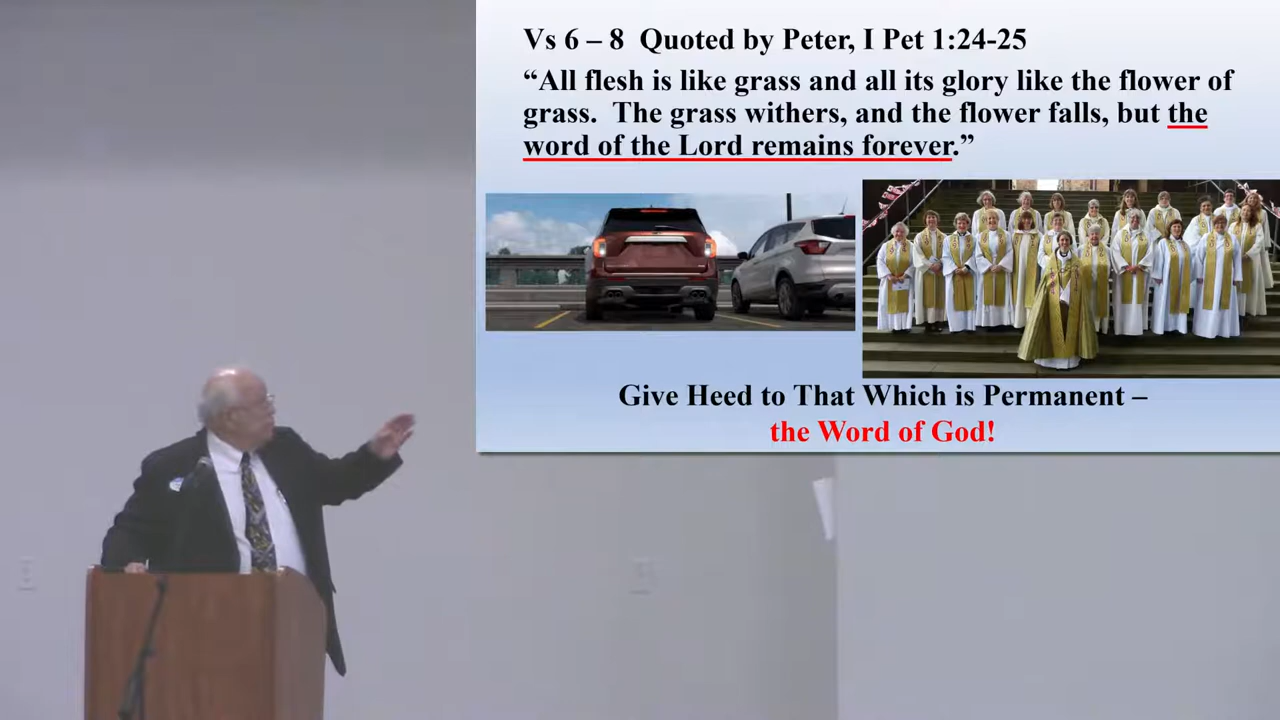 Vs 6 – 8  Quoted by Peter, I Pet 1:24-25
“All flesh is like grass and all its glory like the flower of
grass.  The grass withers, and the flower falls, but the
word of the Lord remains forever.”
Give Heed to That Which is Permanent –
the Word of God!